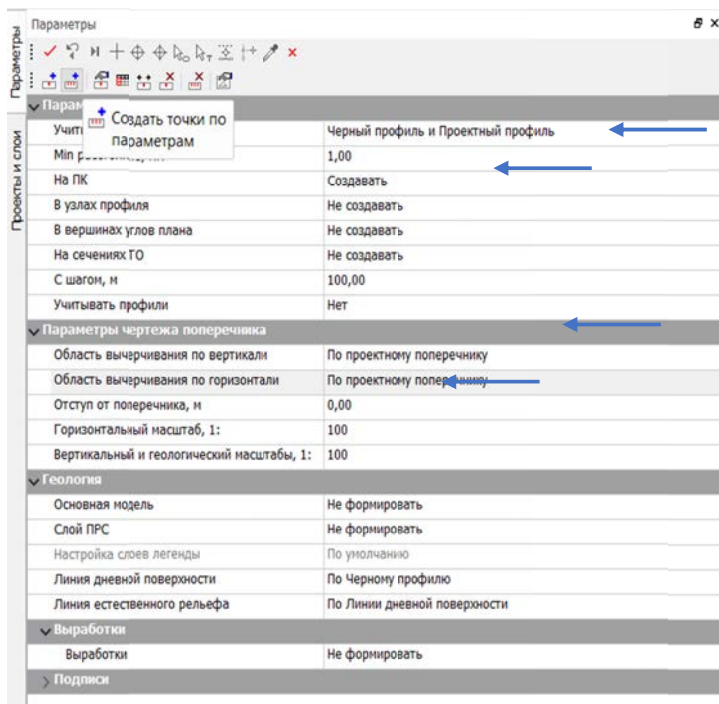 Параметры
Параметры
Проекты и слои
Создать точки по
параметрам
Парам
Учит
Черный профиль и Проектный профиль
Min
1,00
На ПК Создавать
В узлах профиля Не создавать
В вершинах углов плана Не создавать
На сечениях ТО Не создавать
С шагом, м 100,00
Учитывать профили Нет
Параметры чертежа поперечника
Область вычерчивания по вертикали По проектному поперечнику
Область вычерчивания по горизонтали По проектному поперечнику
Отступ от поперечника, м 0,00
Горизонтальный масштаб, 1: 100
Вертикальный и геологический масштабы, 1: 100
Геология
Основная модель Не формировать
Слой ПРС Не формировать
Настройка слоев легенды По умолчанию
Линия дневной поверхности По Черному профилю
Линия естественного рельефа По Линии дневной поверхности
Выработки
Выработки Не формировать
Подписи